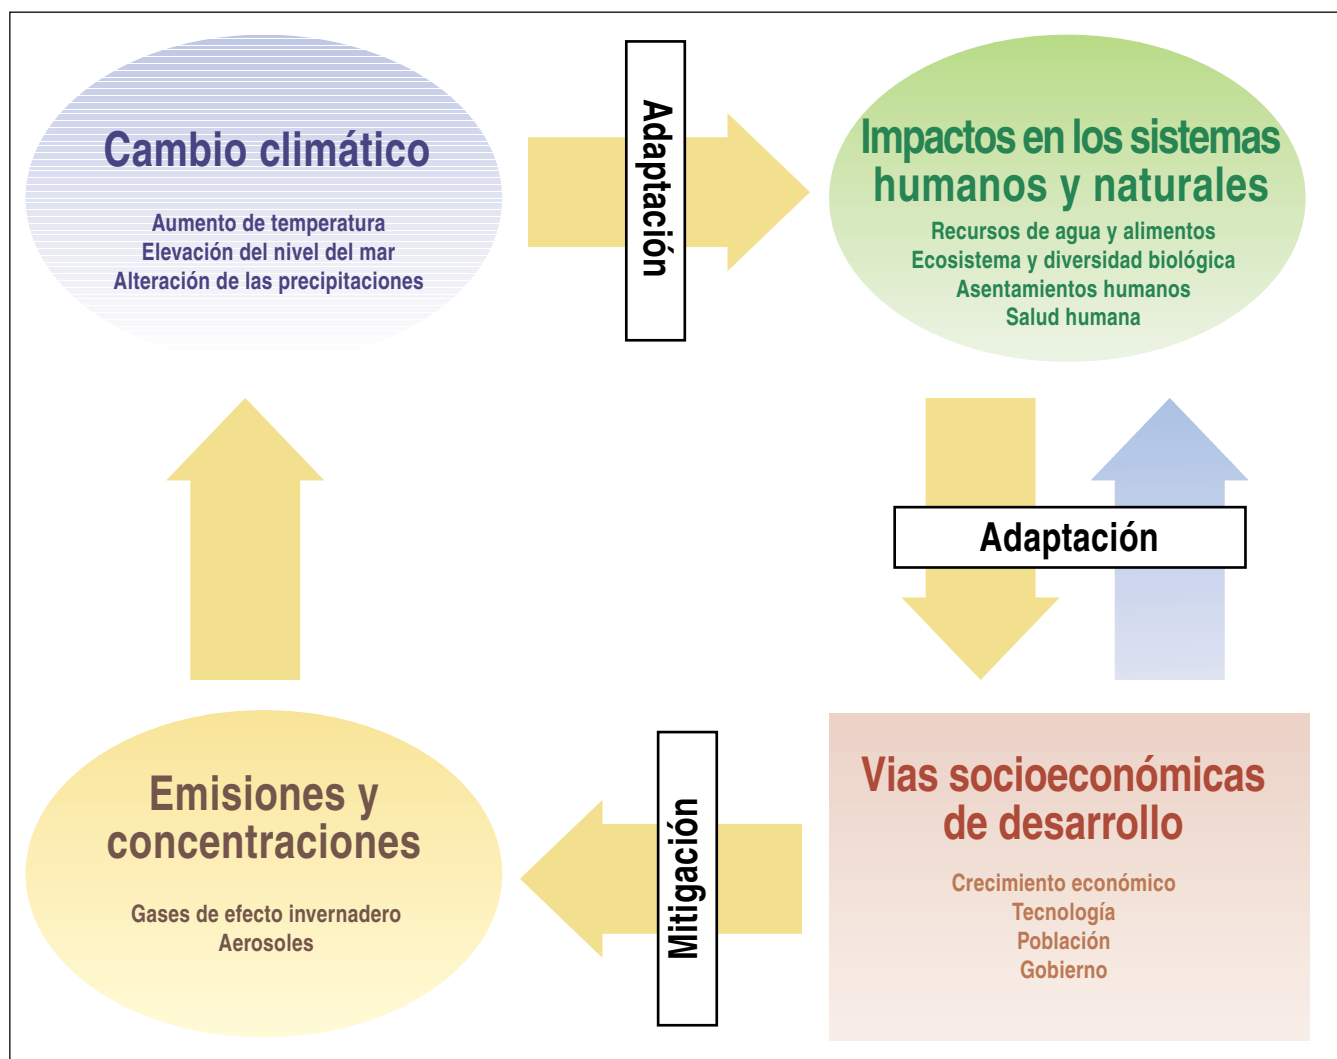 Cambio climático
Aumento de temperatura
Elevación del nivel del mar
Alteración de las precipitaciones
Adaptación
Impactos en los sistemas
humanos y naturales
Recursos de agua y alimentos
Ecosistema y diversidad biológica
Asentamientos humanos
Salud humana
Adaptación
Emisiones y
concentraciones
Gases de efecto invernadero
Aerosoles
Mitigación
Vias socioeconómicas
de desarrollo
Crecimiento económico
Tecnología
Población
Gobierno